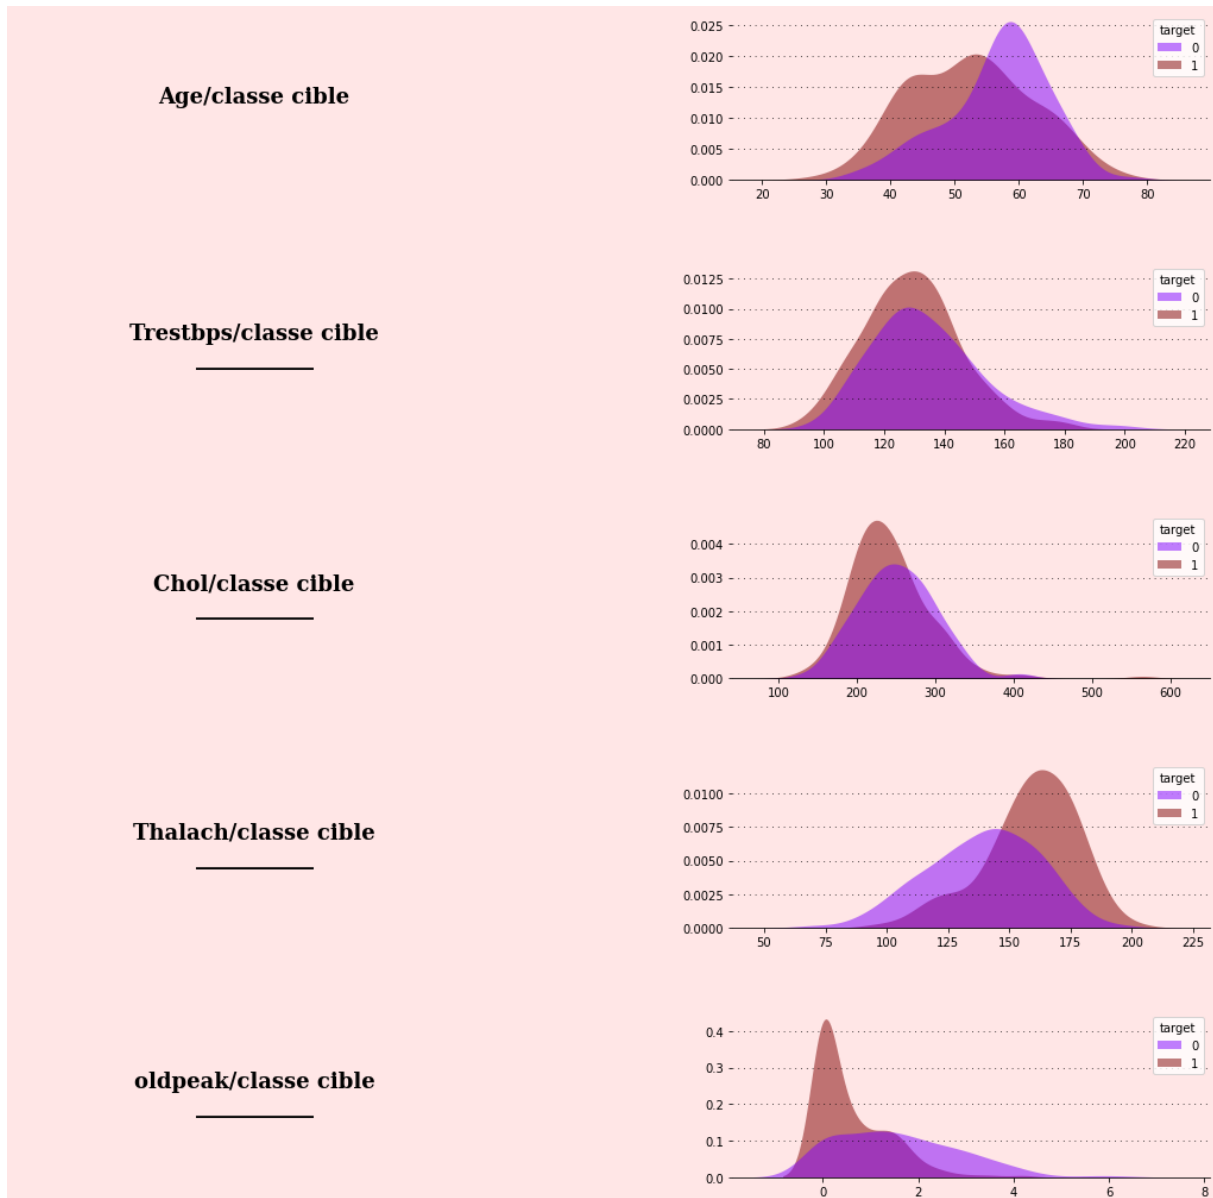 Age/classe cible
0.025
0.020
0.015
0.010
0.005
0.000
20 30 40 50 60 70 80
target
0
1
Trestbps/classe cible
0.0125
0.0100
0.0075
0.0050
0.0025
0.0000
80 100 120 140 160 180 200 220
target
0
1
Chol/classe cible
0.004
0.003
0.002
0.001
0.000
100 200 300 400 500 600
target
0
1
Thalach/classe cible
0.0100
0.0075
0.0050
0.0025
0.0000
50 75 100 125 150 175 200 225
target
0
1
oldpeak/classe cible
0.4
0.3
0.2
0.1
0.0
0 2 4 6 8
target
0
1